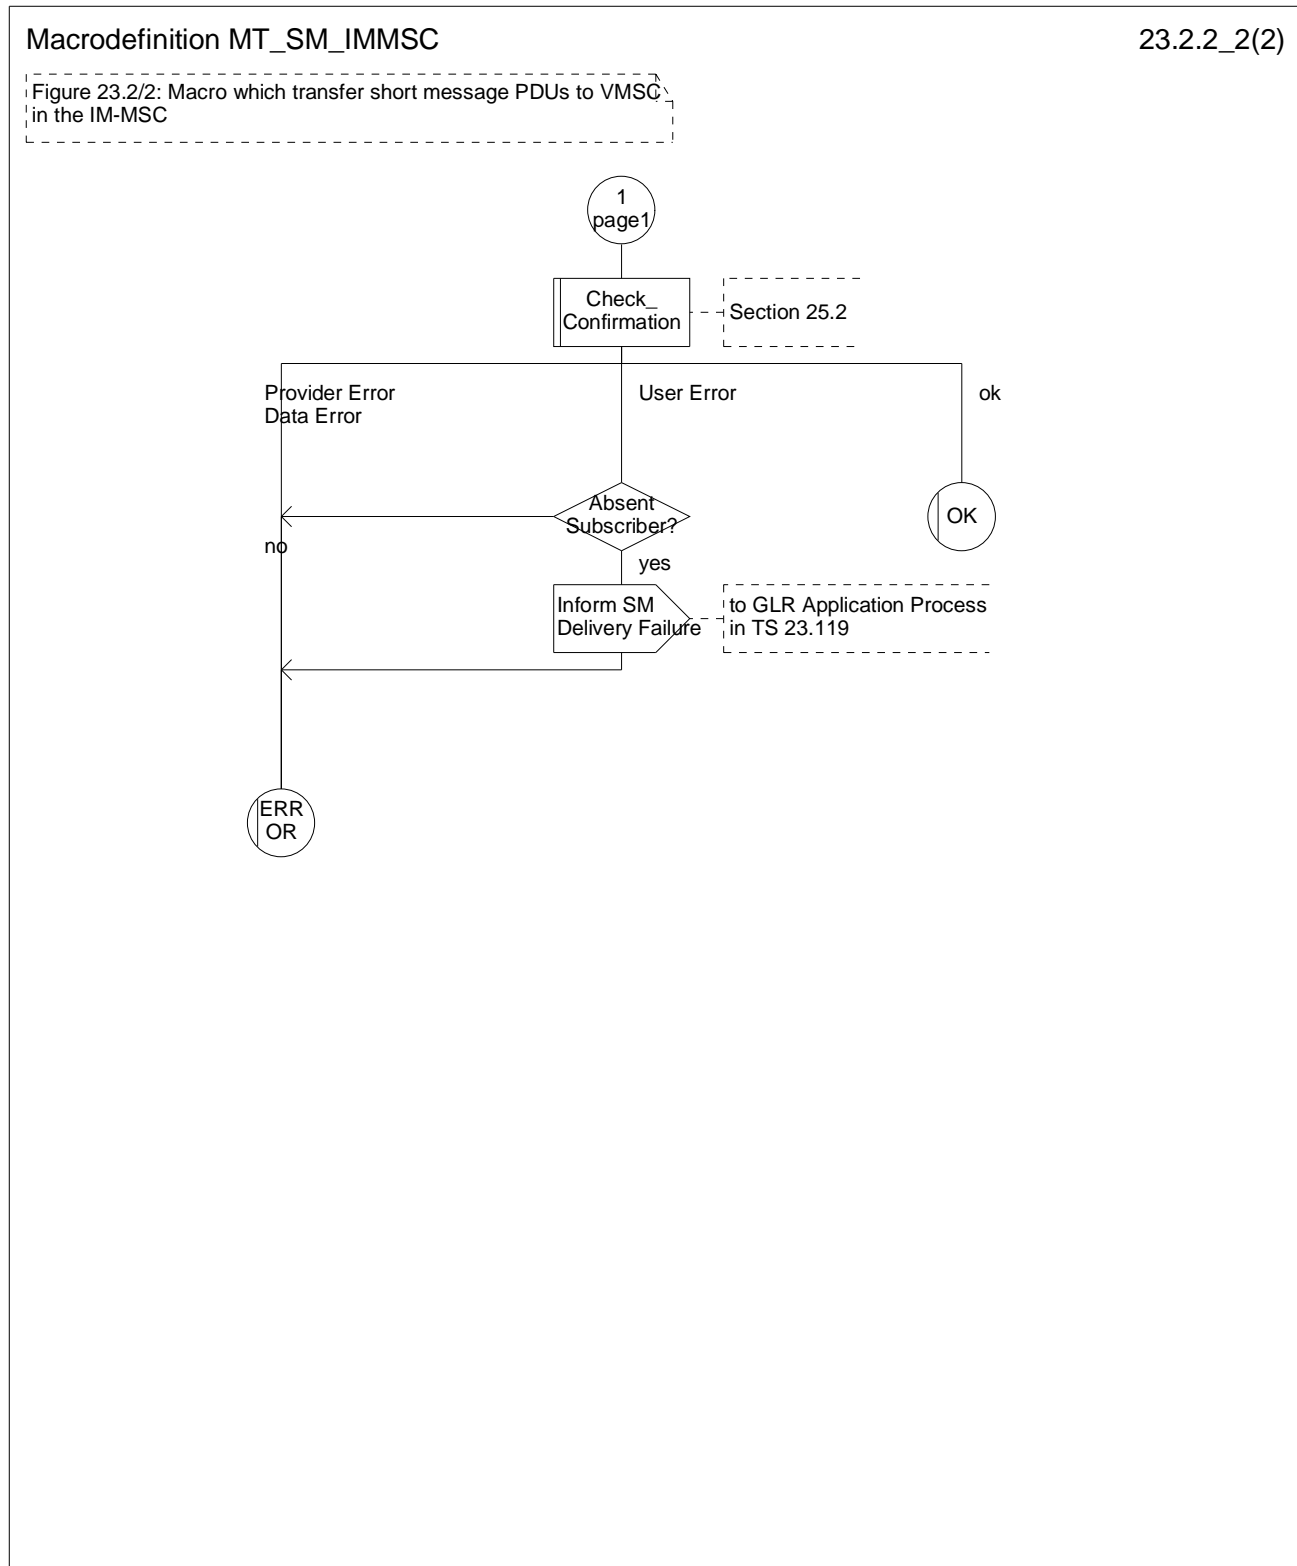 Macrodefinition MT_SM_IMMSC
23.2.2_2(2)
Figure 23.2/2: Macro which transfer short message PDUs to VMSC
in the IM-MSC
1
page1
Check_
Confirmation
Section 25.2
Provider Error
Data Error
User Error
ok
Absent
Subscriber?
OK
no
yes
Inform SM
Delivery Failure
to GLR Application Process
in TS 23.119
ERR
OR